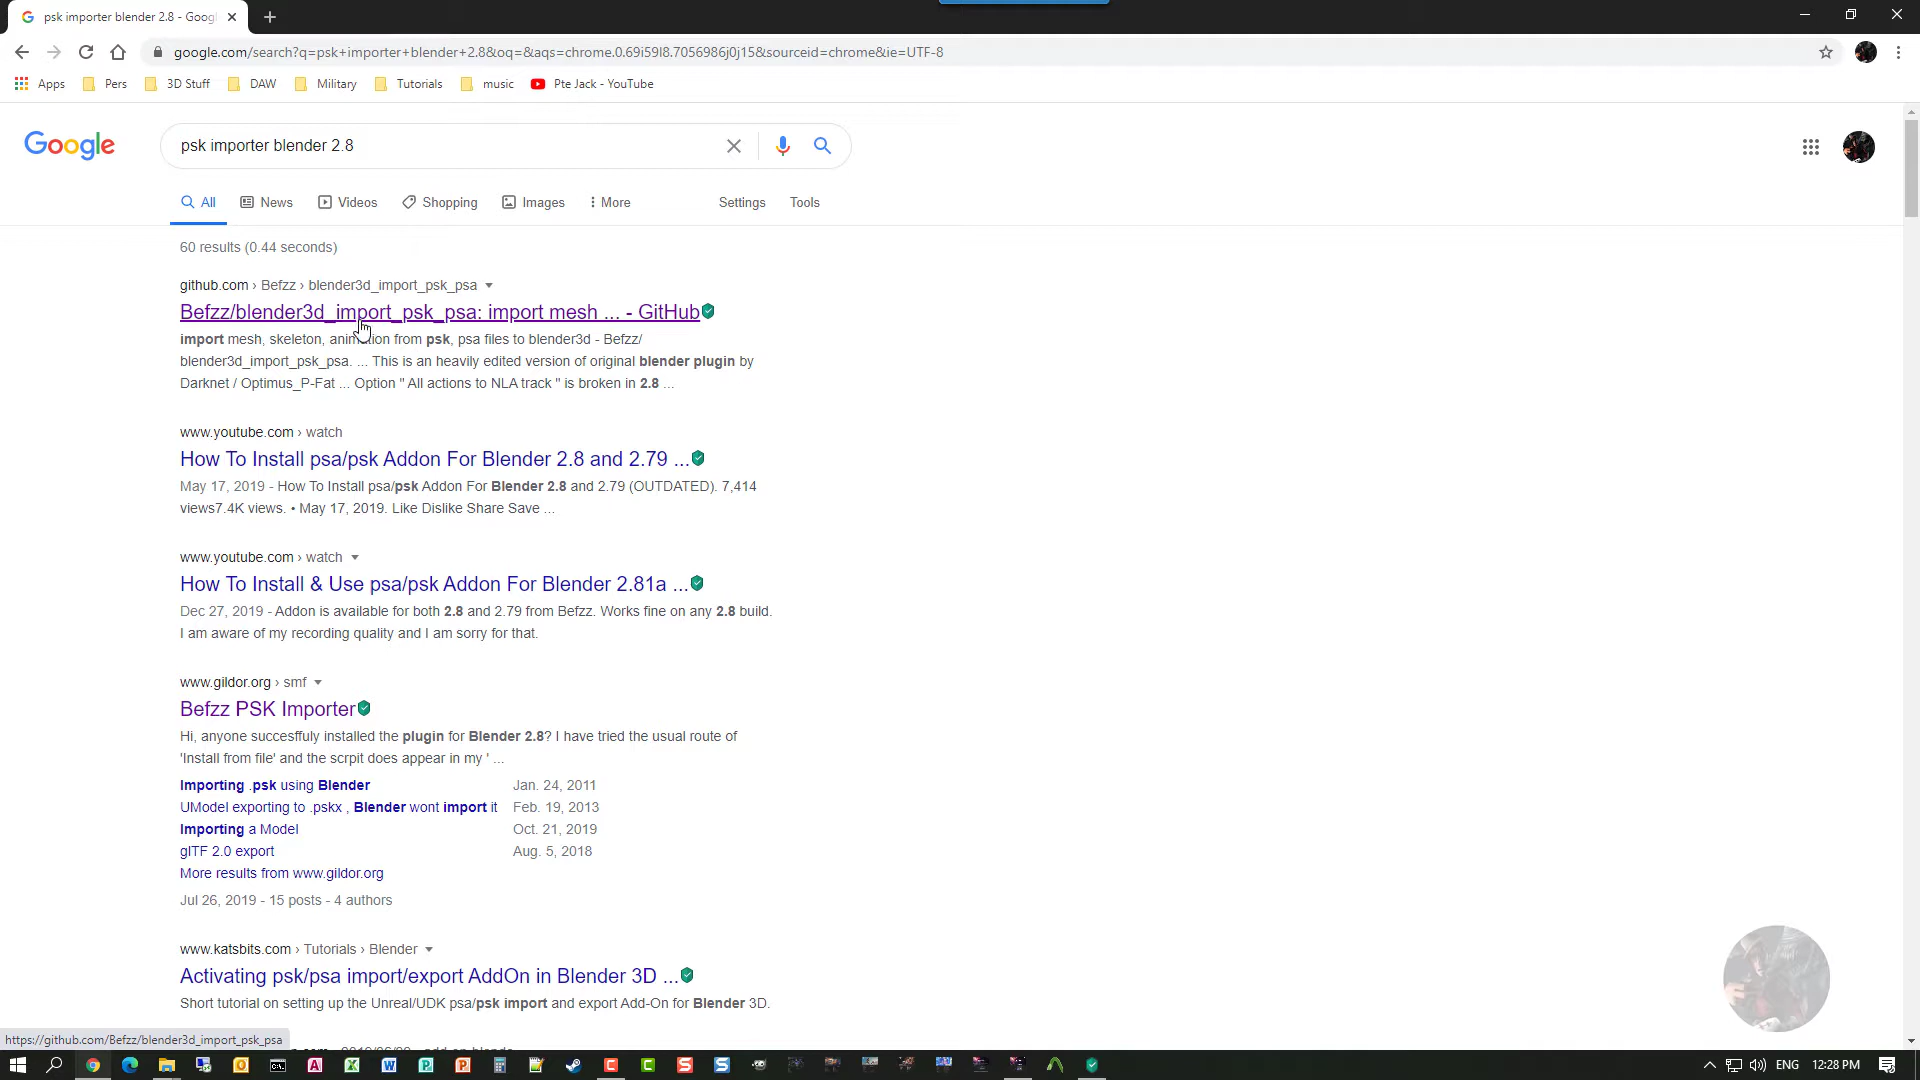 psk importer blender 2.8 - Goog
google.com/search?q=psk+importer+blender+2.8&oq=&aqs=chrome.0.69i59l8.7056986j0j15&sourceid=chrome&ie=UTF-8
Apps Pers 3D Stuff DAW Military Tutorials music Pte Jack - YouTube
Google psk importer blender 2.8
All News Videos Shopping Images More Settings Tools
60 results (0.44 seconds)
github.com › Befzz › blender3d_import_psk_psa
Befzz/blender3d_import_psk_psa: import mesh ... - GitHub
import mesh, skeleton, animation from psk, psa files to blender3d - Befzz/
blender3d_import_psk_psa. ... This is an heavily edited version of original blender plugin by
Darknet / Optimus_P-Fat ... Option " All actions to NLA track " is broken in 2.8 ...
www.youtube.com › watch
How To Install psa/psk Addon For Blender 2.8 and 2.79 ...
May 17, 2019 - How To Install psa/psk Addon For Blender 2.8 and 2.79 (OUTDATED). 7,414
views7.4K views. • May 17, 2019. Like Dislike Share Save ...
www.youtube.com › watch
How To Install & Use psa/psk Addon For Blender 2.81a ...
Dec 27, 2019 - Addon is available for both 2.8 and 2.79 from Befzz. Works fine on any 2.8 build.
I am aware of my recording quality and I am sorry for that.
www.gildor.org › smf
Befzz PSK Importer
Hi, anyone succesffuly installed the plugin for Blender 2.8? I have tried the usual route of
'Install from file' and the scrpit does appear in my ' ...
Importing .psk using Blender Jan. 24, 2011
UModel exporting to .pskx , Blender wont import it Feb. 19, 2013
Importing a Model Oct. 21, 2019
glTF 2.0 export Aug. 5, 2018
More results from www.gildor.org
Jul 26, 2019 - 15 posts - 4 authors
www.katsbits.com › Tutorials › Blender
Activating psk/psa import/export AddOn in Blender 3D ...
Short tutorial on setting up the Unreal/UDK psa/psk import and export Add-On for Blender 3D.
https://github.com/Befzz/blender3d_import_psk_psa
ENG 12:28 PM